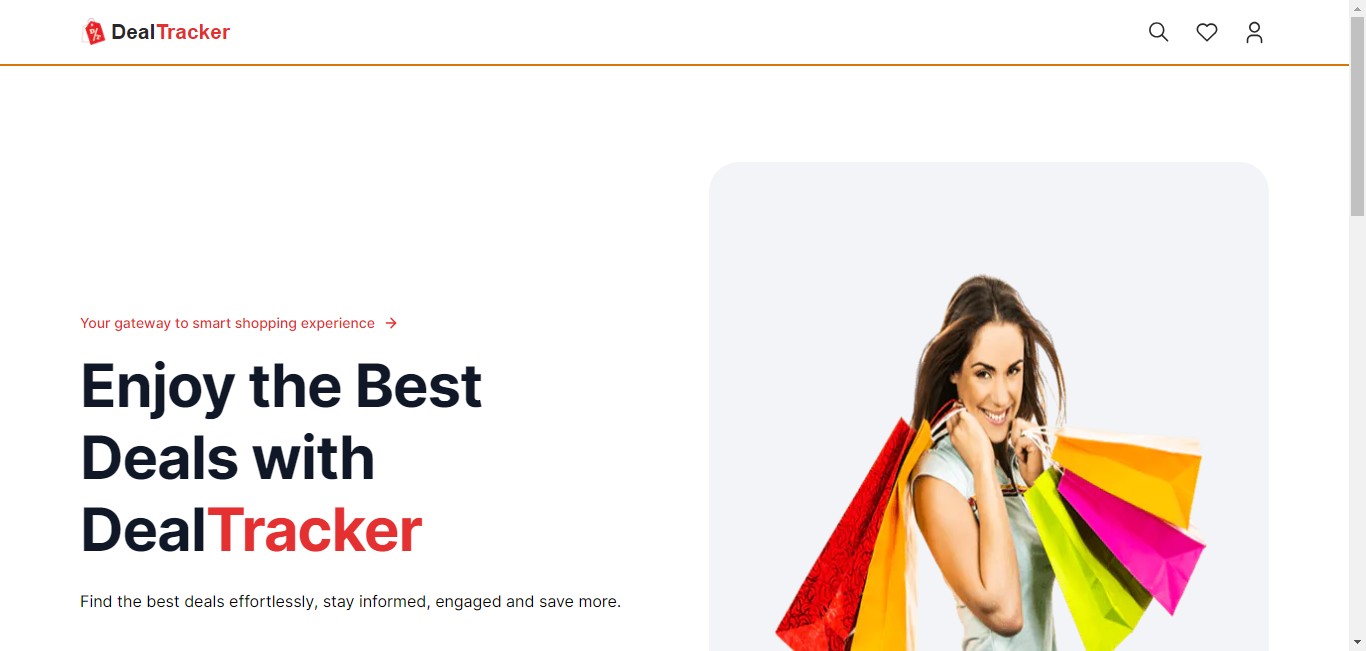 DealTracker
Your gateway to smart shopping experience →
Enjoy the Best
Deals with
DealTracker
Find the best deals effortlessly, stay informed, engaged and save more.